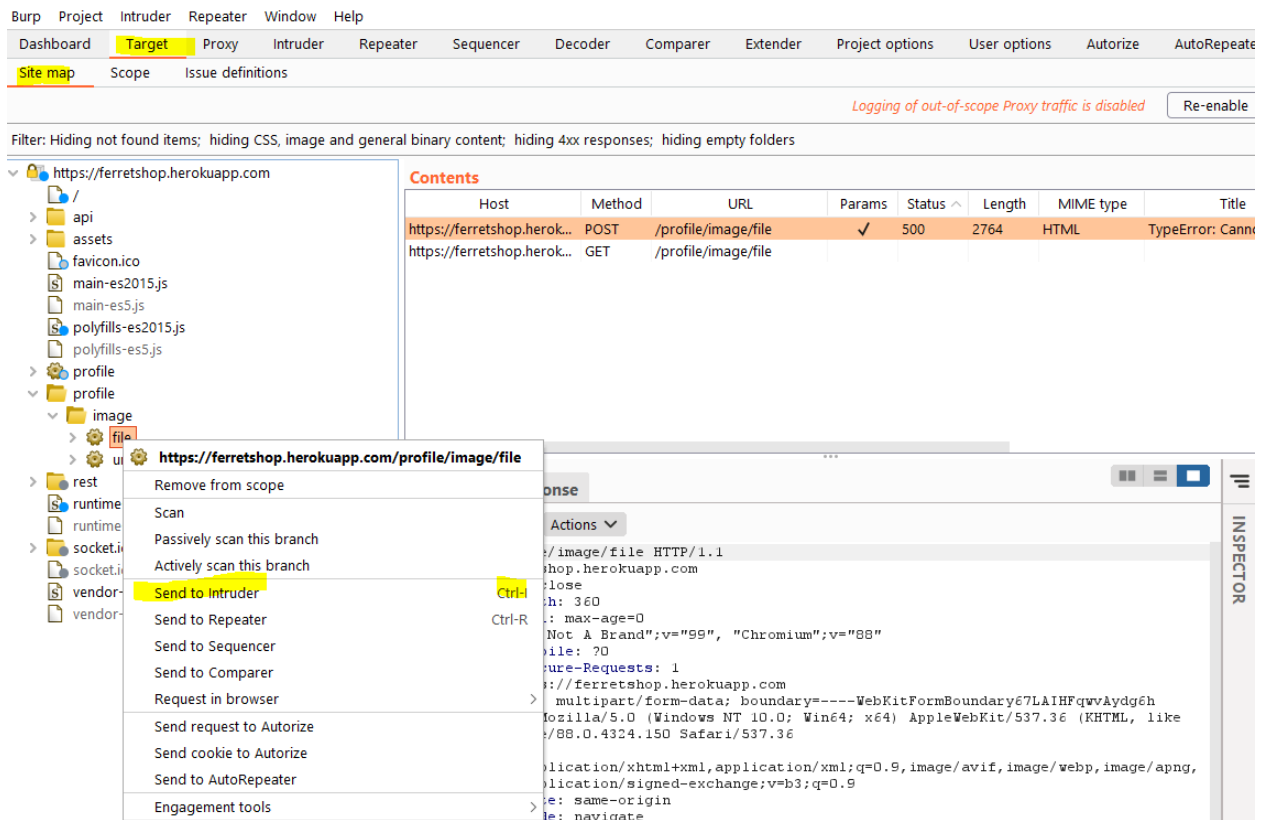 Burp Project Intruder Repeater Window Help
Dashboard Target Proxy Intruder Repeater Sequencer Decoder Comparer Extender Project options User options Autorize AutoRepeate
Site map Scope Issue definitions
Logging of out-of-scope Proxy traffic is disabled Re-enable
Filter: Hiding not found items; hiding CSS, image and general binary content; hiding 4xx responses; hiding empty folders
https://ferretshop.herokuapp.com
/
api
assets
favicon.ico
main-es2015.js
main-es5.js
polyfills-es2015.js
polyfills-es5.js
profile
profile
image
file
ur
rest
runtime
runtime
socket.i
socket.i
vendor-
vendor-
Contents
Host Method URL Params Status Length MIME type Title
https://ferretshop.herok... POST /profile/image/file ✓ 500 2764 HTML TypeError: Canno
https://ferretshop.herok... GET /profile/image/file
https://ferretshop.herokuapp.com/profile/image/file
Remove from scope
Scan
Passively scan this branch
Actively scan this branch
Send to Intruder Ctrl-I
Send to Repeater Ctrl-R
Send to Sequencer
Send to Comparer
Request in browser
Send request to Autorize
Send cookie to Autorize
Send to AutoRepeater
Engagement tools
onse
Actions
e/image/file HTTP/1.1
shop.herokuapp.com
close
th: 360
l: max-age=0
Not A Brand";v="99", "Chromium";v="88"
bile: ?0
cure-Requests: 1
s://ferretshop.herokuapp.com
multipart/form-data; boundary=----WebKitFormBoundary67LAIHFqwvAydg6h
Mozilla/5.0 (Windows NT 10.0; Win64; x64) AppleWebKit/537.36 (KHTML, like
e/88.0.4324.150 Safari/537.36
plication/xhtml+xml,application/xml;q=0.9,image/avif,image/webp,image/apng,
plication/signed-exchange;v=b3;q=0.9
te: same-origin
de: navigate
INSPECTOR